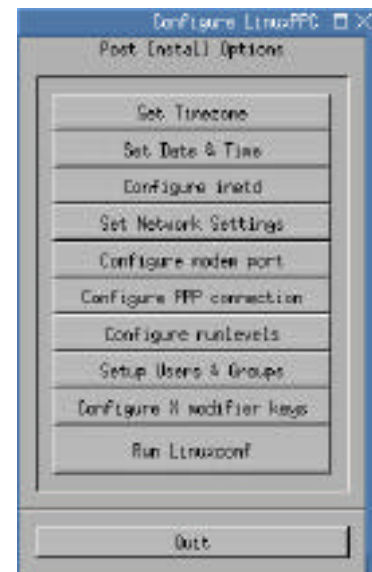 Configure LinuxPPC
Post Install Options
Set Timezone
Set Date & Time
Configure inetd
Set Network Settings
Configure modem port
Configure PPP connection
Configure runlevels
Setup Users & Groups
Configure X modifier keys
Run Linuxconf
Quit